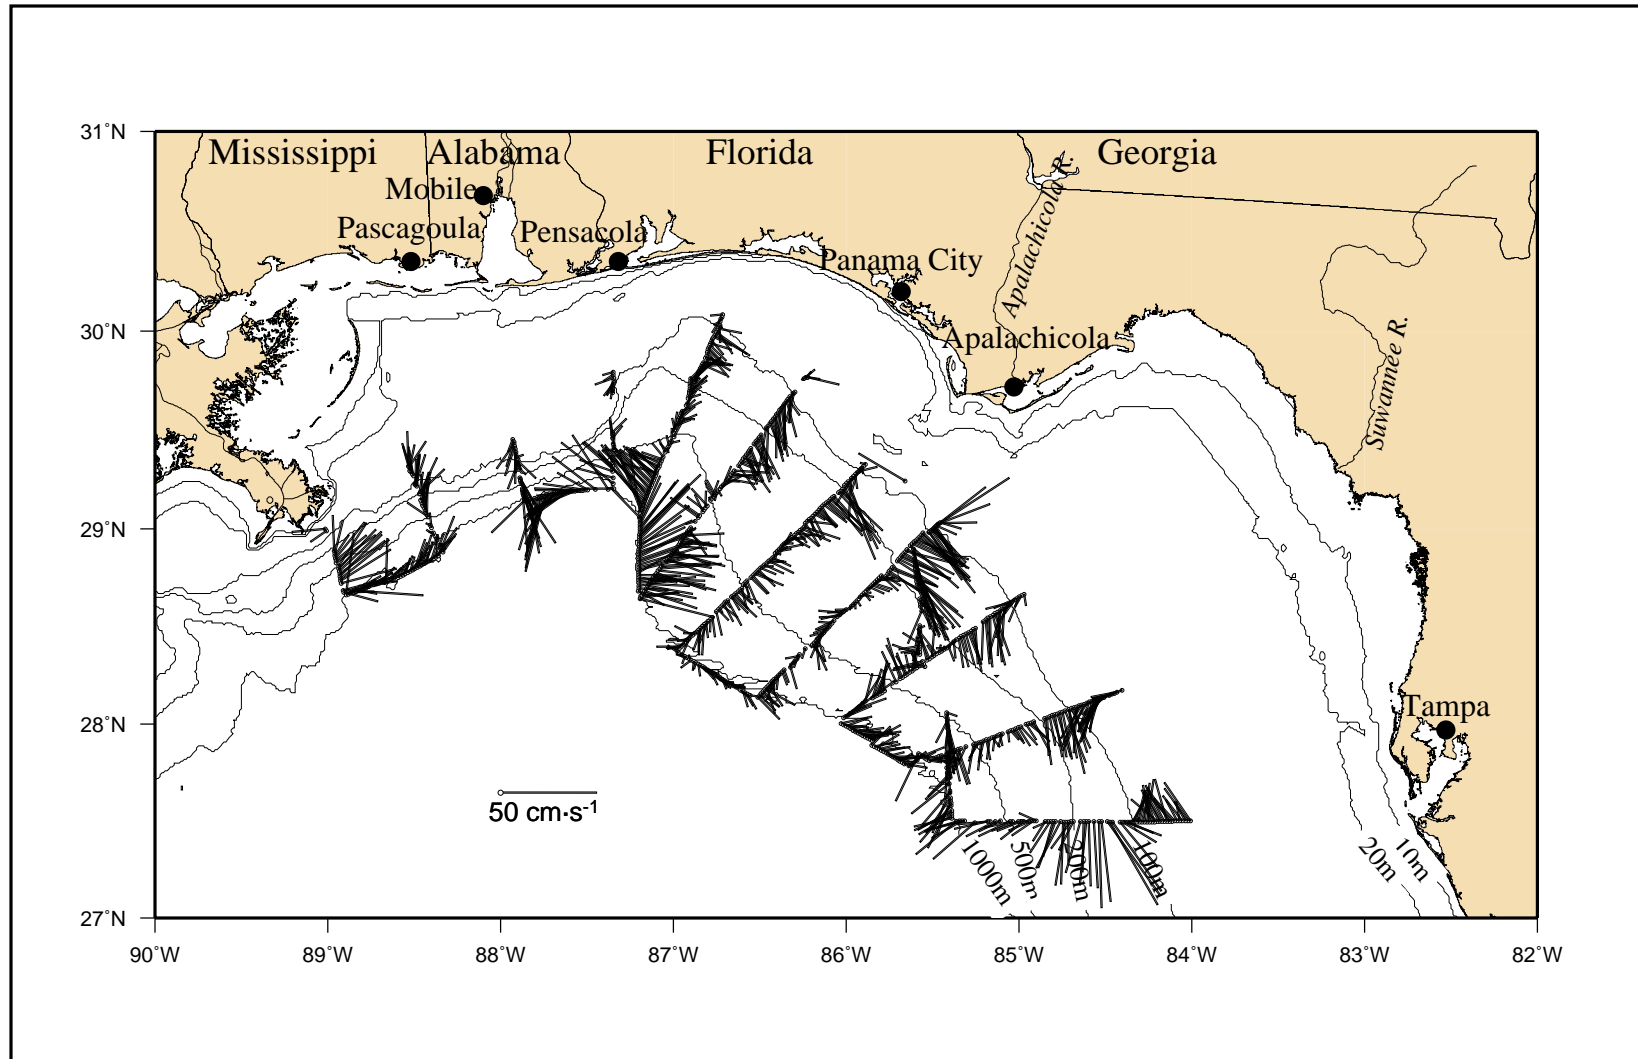 31°N
Mississippi Alabama Florida Georgia
Mobile
Apalachicola R.
Pascagoula Pensacola
Panama City
30°N
Apalachicola
Suwannee R.
29°N
28°N
Tampa
50 cm·s-1
1000m 500m 200m 100m 20m 10m
27°N
90°W 89°W 88°W 87°W 86°W 85°W 84°W 83°W 82°W